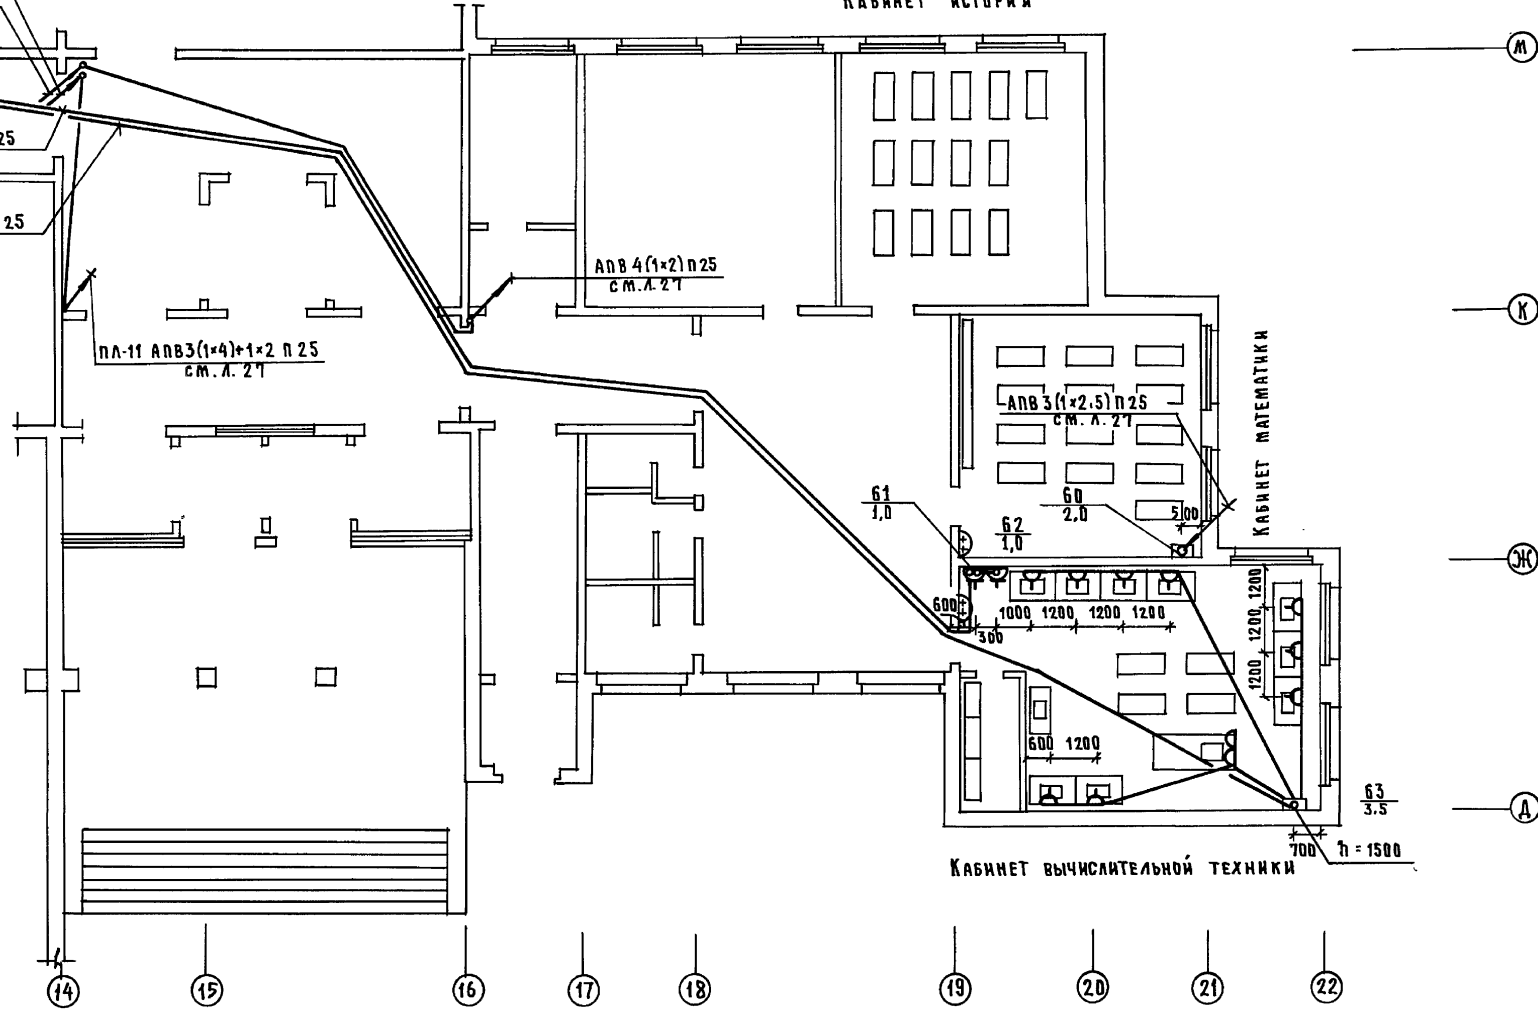 КАБИНЕТ ИСТОРИИ
М
25
25
АПВ 4(1×2) П25
СМ.Л.27
К
ПЛ-11 АПВ3(1×4)+1×2 П25
СМ.Л.27
КАБИНЕТ МАТЕМАТИКИ
АПВ3(1×2,5) П25
СМ.Л.27
61
1,0
60
2,0
500
62
1,0
Ж
600
1000 1200 1200 1200
300
1200
1200
1200
600 1200
63
3.5
Д
700 h=1500
КАБИНЕТ ВЫЧИСЛИТЕЛЬНОЙ ТЕХНИКИ
14 15 16 17 18 19 20 21 22